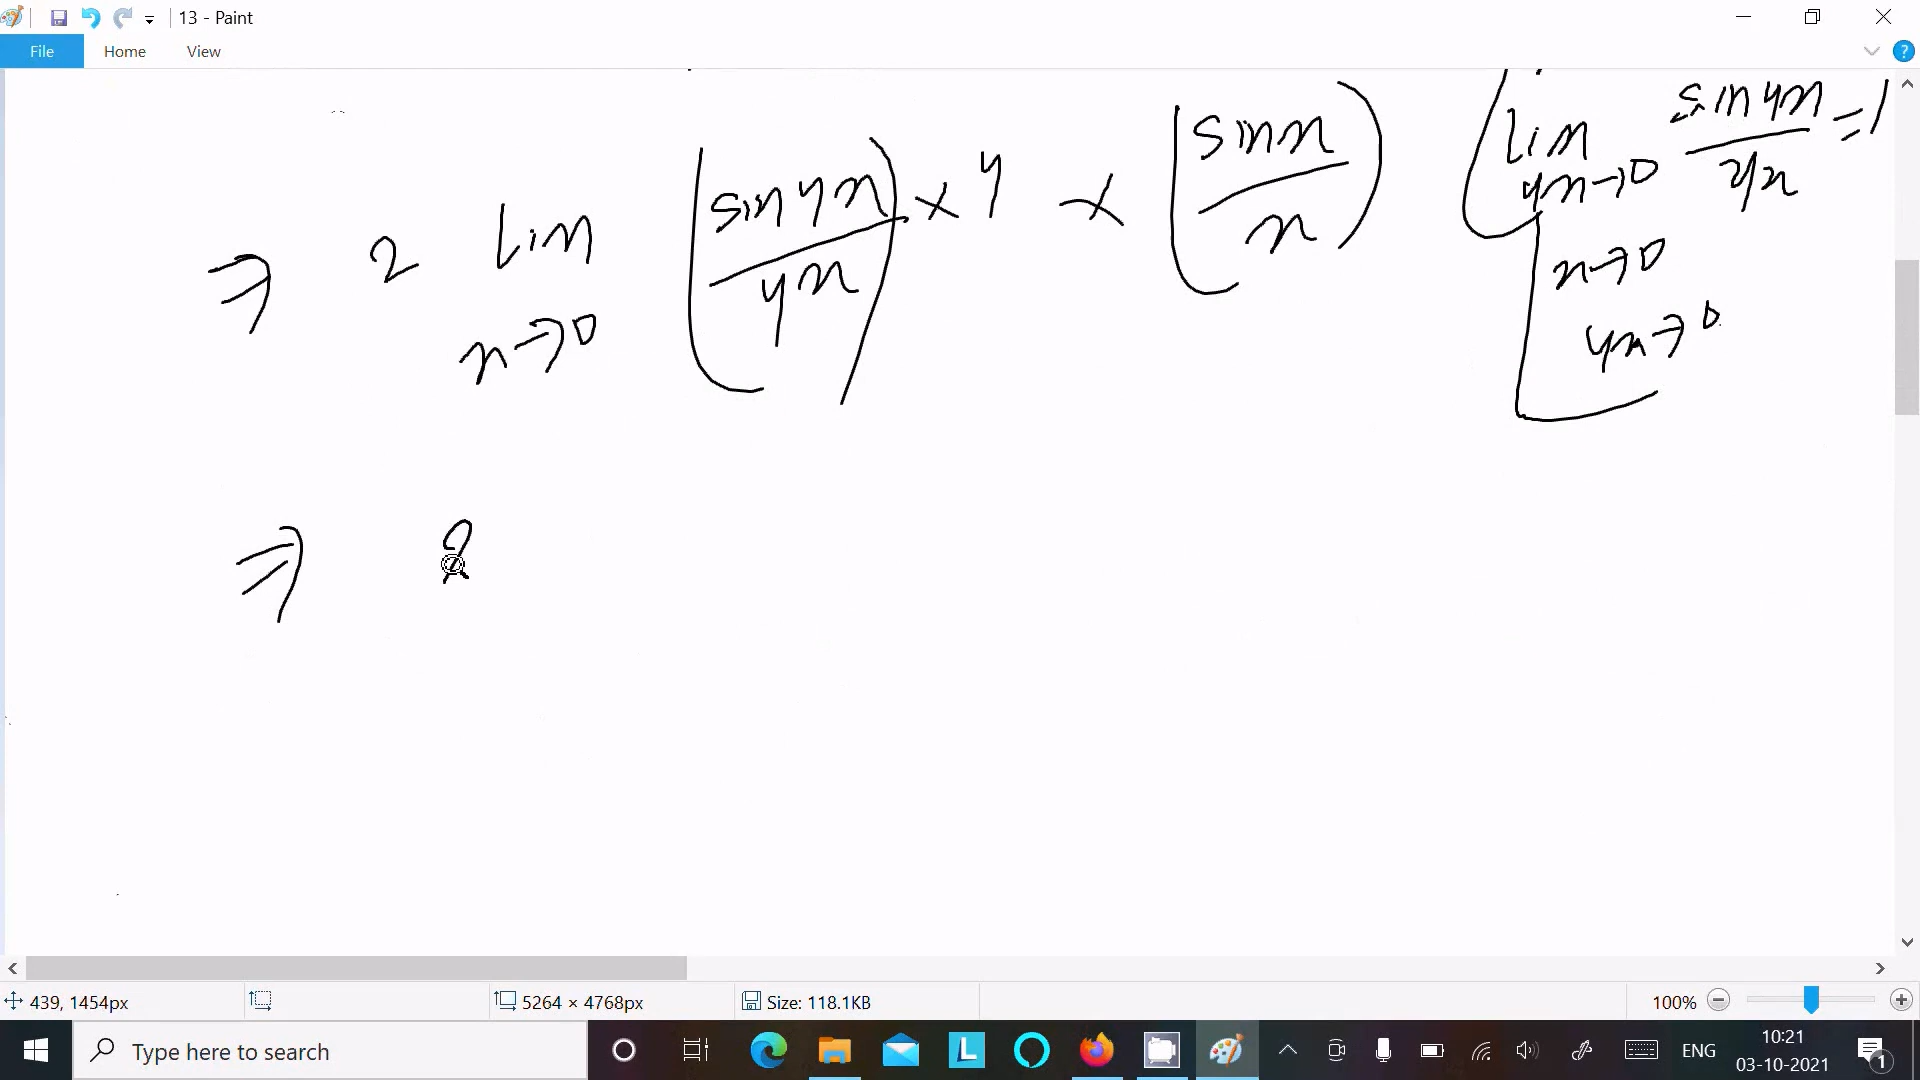 13 - Paint
File Home View
⇒ 2 lim x→0 (sin 4x / 4x) × 4 × (sin x / x)
lim 4x→0 sin 4x / 4x = 1
x→0
4x→0
⇒ 2
439, 1454px
5264 × 4768px
Size: 118.1KB
100%
Type here to search
L
ENG
10:21
03-10-2021
1